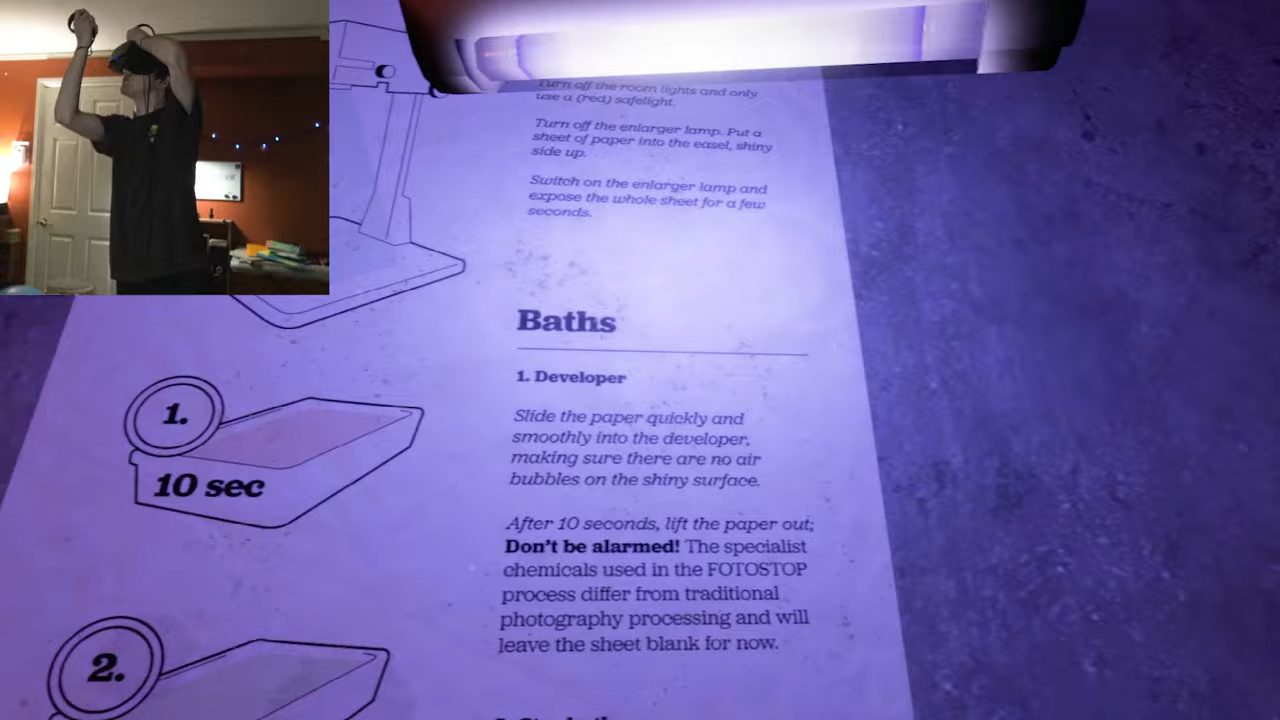 Turn off the room lights and only
use a (red) safelight.
Turn off the enlarger lamp. Put a
sheet of paper into the easel, shiny
side up.
Switch on the enlarger lamp and
expose the whole sheet for a few
seconds.
Baths
1. Developer
Slide the paper quickly and
smoothly into the developer,
making sure there are no air
bubbles on the shiny surface.
After 10 seconds, lift the paper out;
Don't be alarmed! The specialist
chemicals used in the FOTOSTOP
process differ from traditional
photography processing and will
leave the sheet blank for now.
1.
10 sec
2.